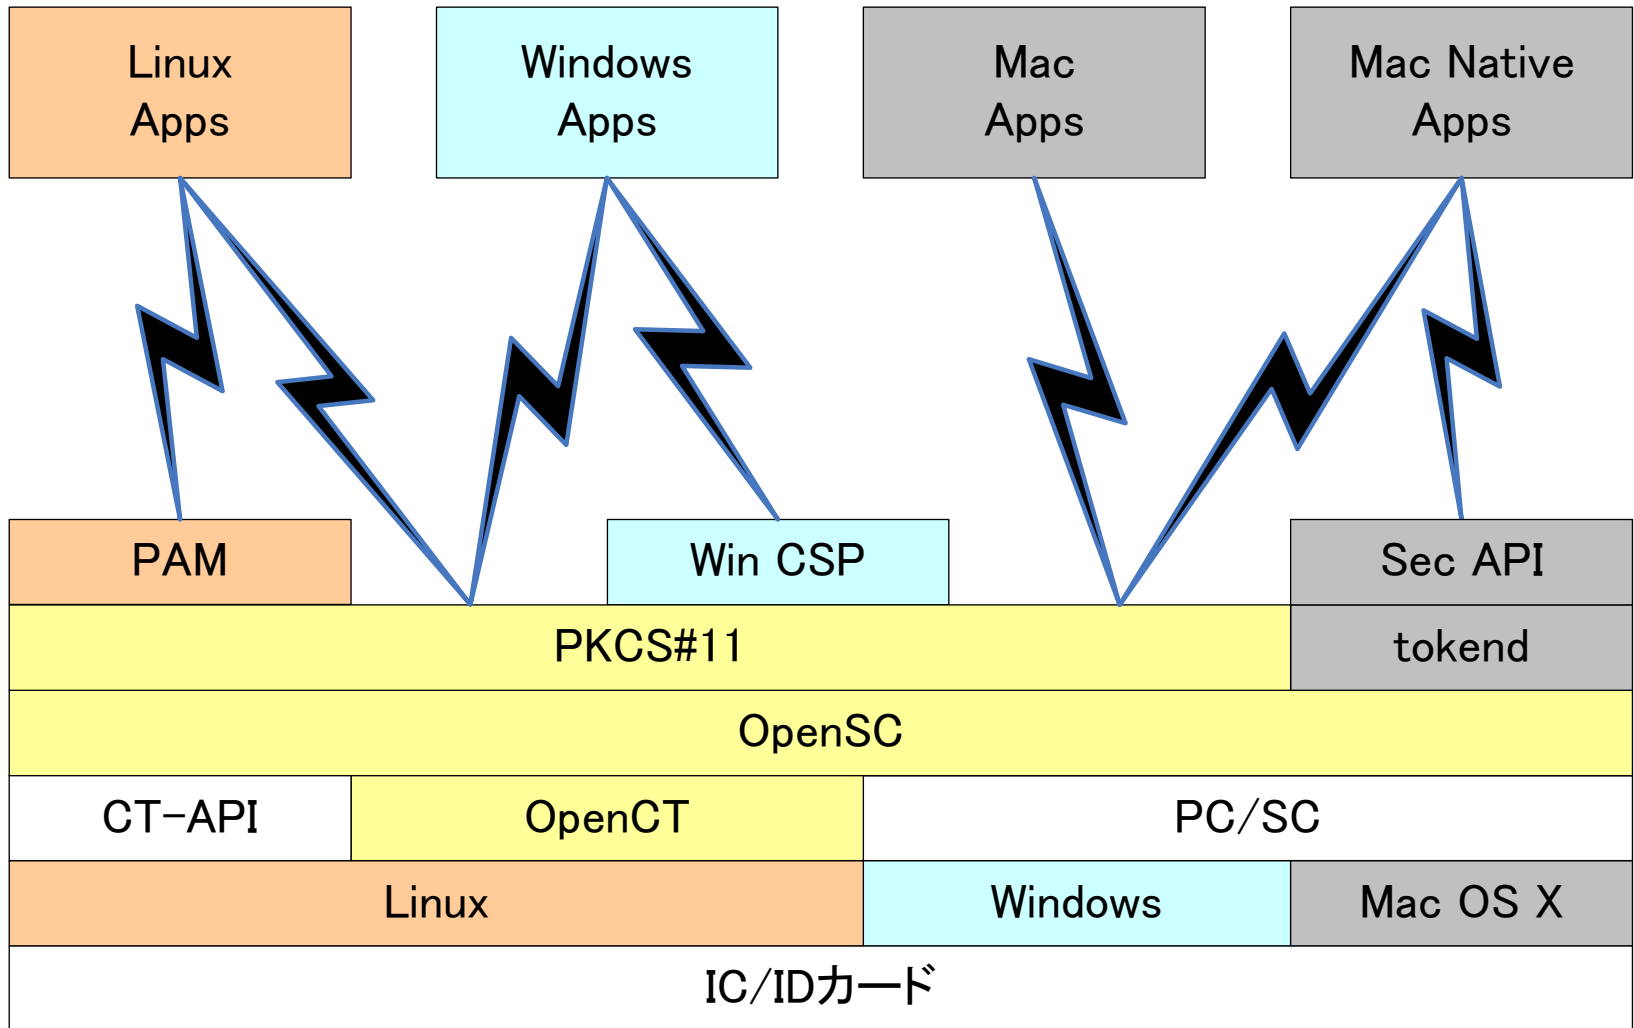 Linux
Apps
Windows
Apps
Mac
Apps
Mac Native
Apps
PAM
Win CSP
Sec API
PKCS#11
tokend
OpenSC
CT-API
OpenCT
PC/SC
Linux
Windows
Mac OS X
IC/IDカード